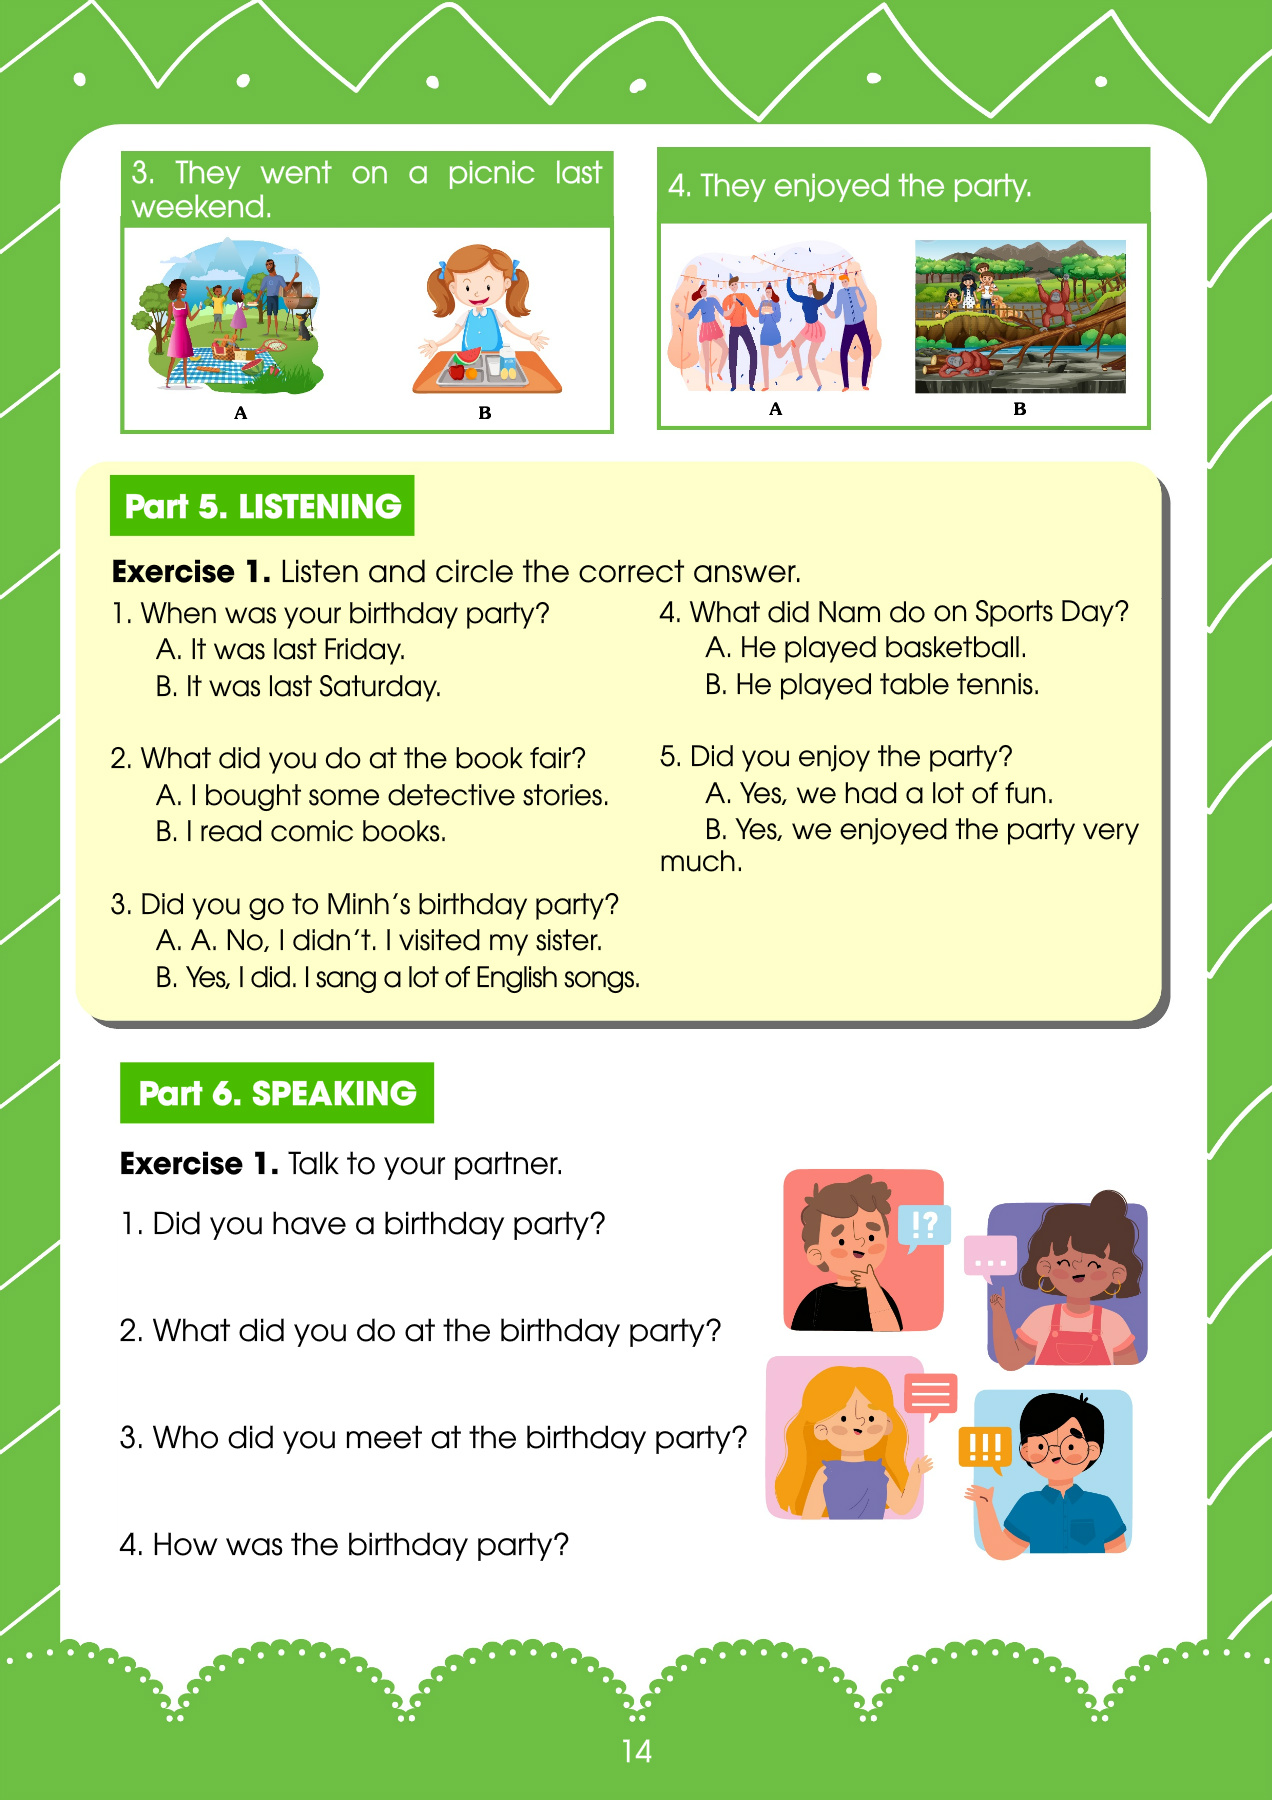 3. They went on a picnic last
weekend.
A
B
4. They enjoyed the party.
A
B
Part 5. LISTENING
Exercise 1. Listen and circle the correct answer.
1. When was your birthday party?
A. It was last Friday.
B. It was last Saturday.
2. What did you do at the book fair?
A. I bought some detective stories.
B. I read comic books.
3. Did you go to Minh's birthday party?
A. A. No, I didn't. I visited my sister.
B. Yes, I did. I sang a lot of English songs.
4. What did Nam do on Sports Day?
A. He played basketball.
B. He played table tennis.
5. Did you enjoy the party?
A. Yes, we had a lot of fun.
B. Yes, we enjoyed the party very
much.
Part 6. SPEAKING
Exercise 1. Talk to your partner.
1. Did you have a birthday party?
2. What did you do at the birthday party?
3. Who did you meet at the birthday party?
4. How was the birthday party?
!?
...
!!!
14